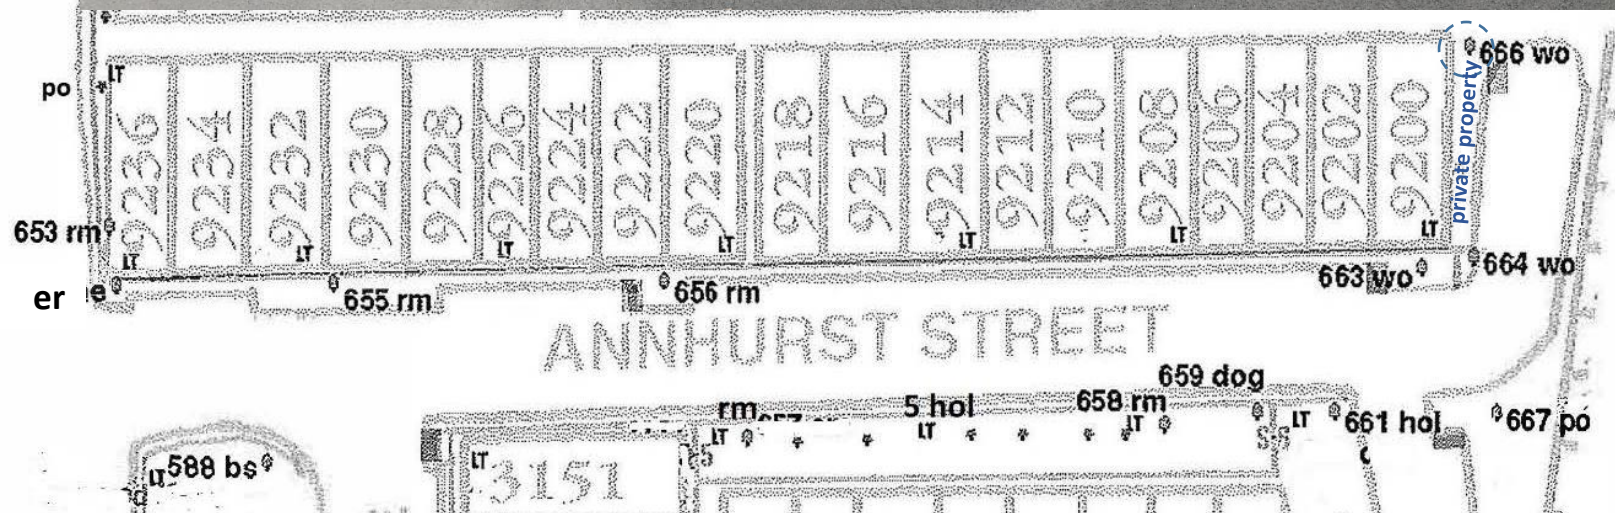 666 wo
private property
po
LT
9236
9234
9232
9230
9228
9226
9224
9222
9220
9218
9216
9214
9212
9210
9208
9206
9204
9202
9200
653 rm
LT
LT
LT
LT
LT
LT
LT
664 wo
663 wo
er
e
655 rm
656 rm
ANNHURST STREET
659 dog
658 rm
rm
5 hol
LT
LT
LT
LT
661 hol
667 po
588 bs
LT
LT
3151